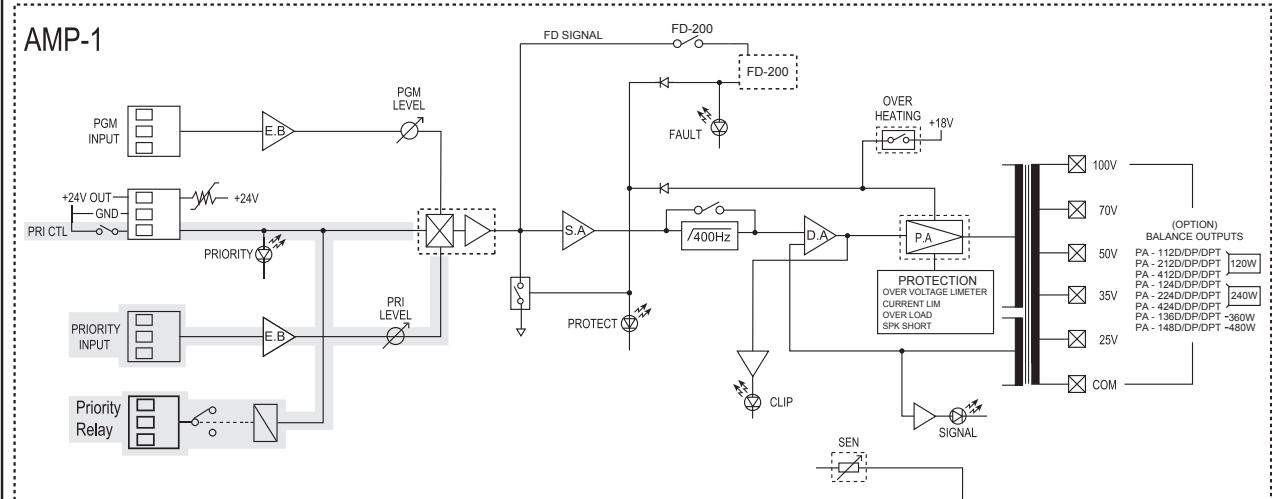 AMP-1
FD SIGNAL
FD-200
FD-200
PGM
INPUT
E.B
PGM
LEVEL
FAULT
OVER
HEATING
+18V
+24V OUT
GND
PRI CTL
+24V
PRIORITY
S.A
/400Hz
D.A
P.A
PROTECTION
OVER VOLTAGE LIMETER
CURRENT LIM
OVER LOAD
SPK SHORT
PROTECT
PRIORITY
INPUT
E.B
PRI
LEVEL
Priority
Relay
CLIP
SIGNAL
SEN
100V
70V
50V
35V
25V
COM
(OPTION)
BALANCE OUTPUTS
PA - 112D/DP/DPT
PA - 212D/DP/DPT 120W
PA - 412D/DP/DPT
PA - 124D/DP/DPT
PA - 224D/DP/DPT 240W
PA - 424D/DP/DPT
PA - 136D/DP/DPT -360W
PA - 148D/DP/DPT -480W